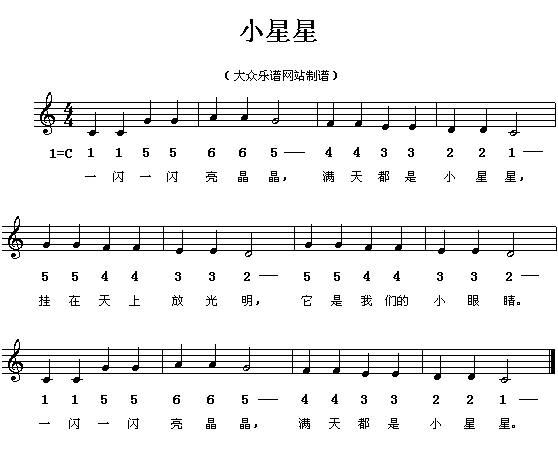 小星星
（大众乐谱网站制谱）
4
4
1=C 1 1 5 5 6 6 5 — 4 4 3 3 2 2 1 —
一 闪 一 闪 亮 晶 晶， 满 天 都 是 小 星 星，
5 5 4 4 3 3 2 — 5 5 4 4 3 3 2 —
挂 在 天 上 放 光 明， 它 是 我 们的 小 眼 睛。
1 1 5 5 6 6 5 — 4 4 3 3 2 2 1 —
一 闪 一 闪 亮 晶 晶， 满 天 都 是 小 星 星。